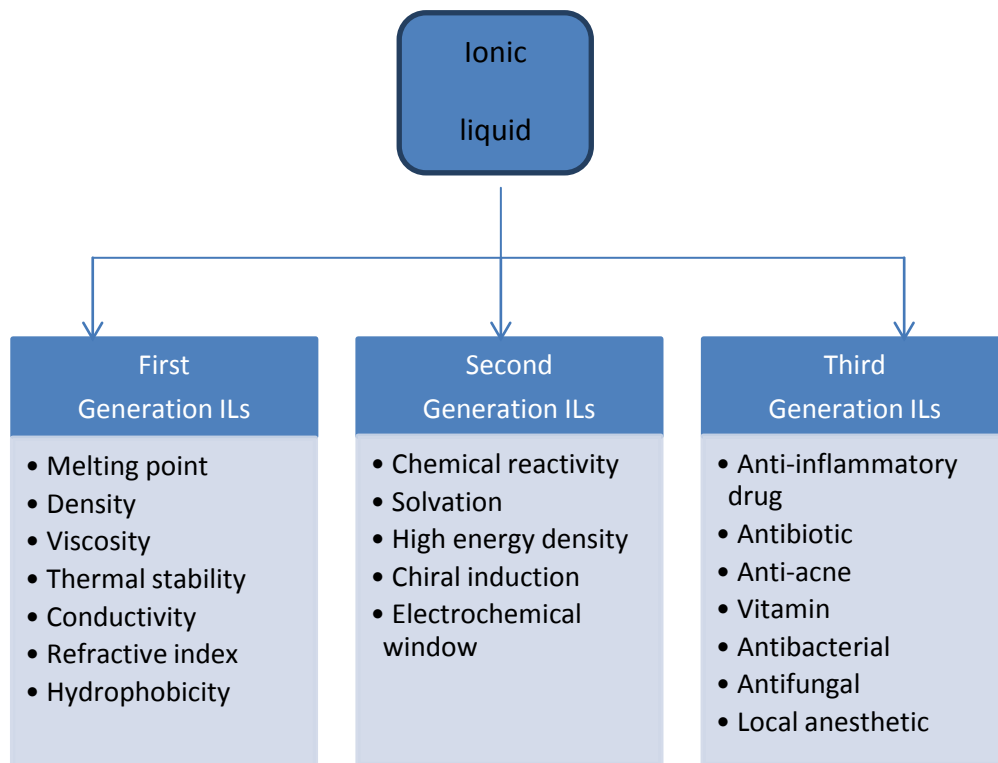 Ionic
liquid
First
Generation ILs
• Melting point
• Density
• Viscosity
• Thermal stability
• Conductivity
• Refractive index
• Hydrophobicity
Second
Generation ILs
• Chemical reactivity
• Solvation
• High energy density
• Chiral induction
• Electrochemical
window
Third
Generation ILs
• Anti-inflammatory
drug
• Antibiotic
• Anti-acne
• Vitamin
• Antibacterial
• Antifungal
• Local anesthetic